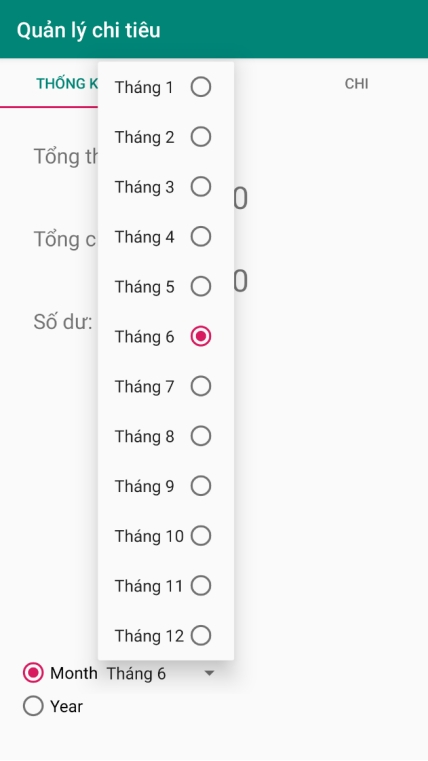 Quản lý chi tiêu
THỐNG K
CHI
Tháng 1
Tháng 2
Tháng 3
Tháng 4
Tháng 5
Tháng 6
Tháng 7
Tháng 8
Tháng 9
Tháng 10
Tháng 11
Tháng 12
Tổng th
0
Tổng c
0
Số dư:
Month Tháng 6
Year